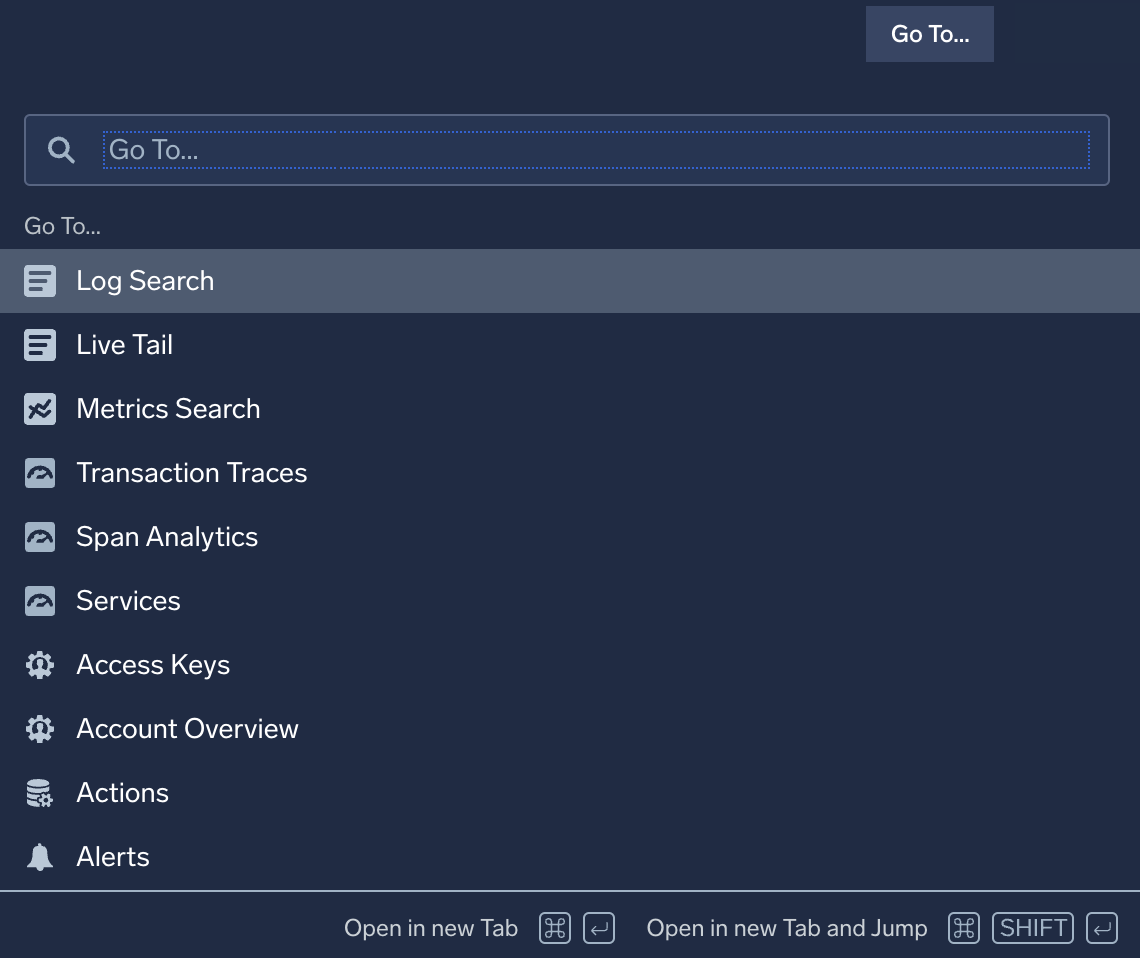 Go To...
Go To...
Go To...
Log Search
Live Tail
Metrics Search
Transaction Traces
Span Analytics
Services
Access Keys
Account Overview
Actions
Alerts
Open in new Tab ⌘ ↵ Open in new Tab and Jump ⌘ SHIFT ↵